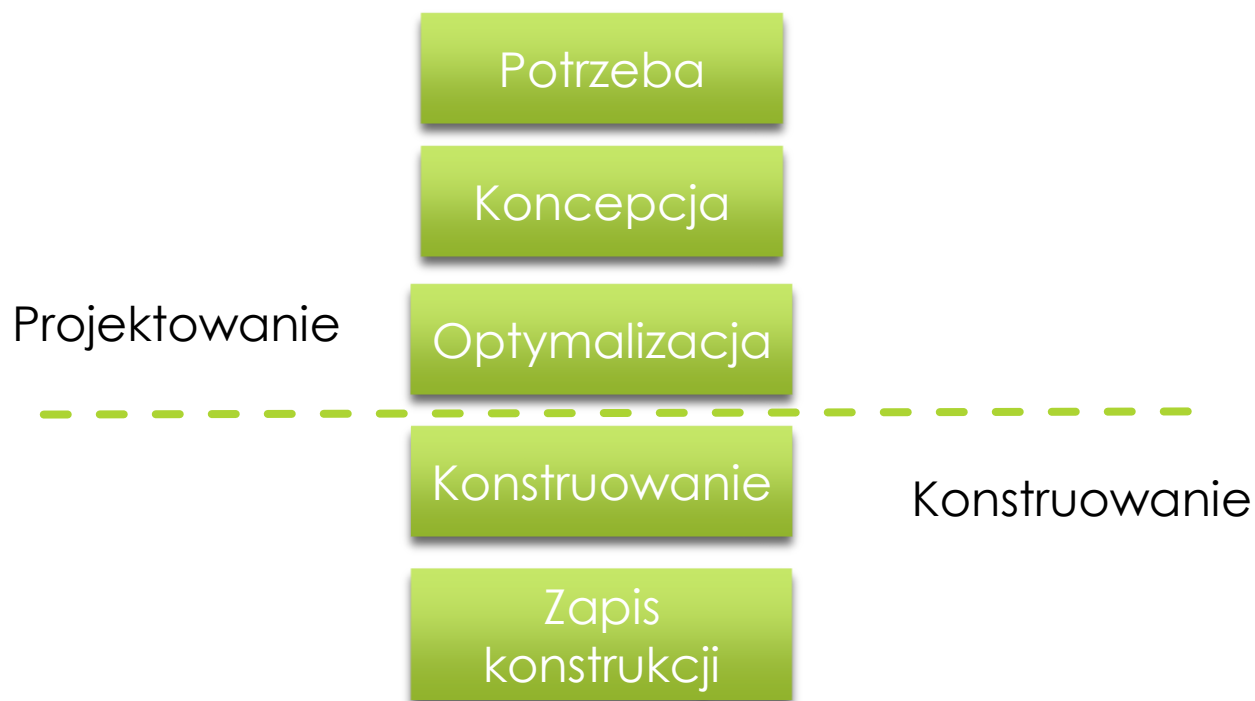 Potrzeba
Koncepcja
Projektowanie
Optymalizacja
Konstruowanie
Konstruowanie
Zapis
konstrukcji